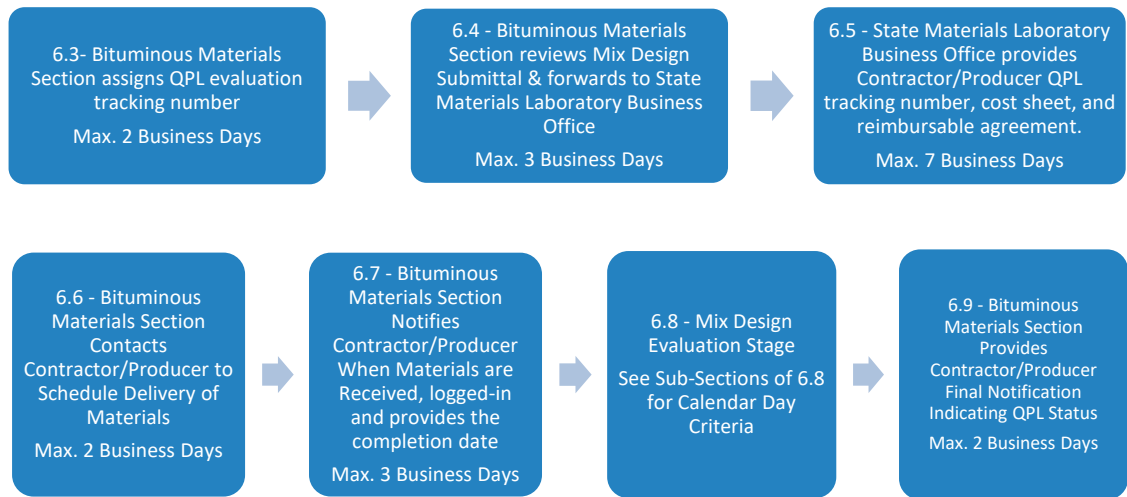 6.3- Bituminous Materials
Section assigns QPL evaluation
tracking number
Max. 2 Business Days
6.4 - Bituminous Materials
Section reviews Mix Design
Submittal & forwards to State
Materials Laboratory Business
Office
Max. 3 Business Days
6.5 - State Materials Laboratory
Business Office provides
Contractor/Producer QPL
tracking number, cost sheet, and
reimbursable agreement.
Max. 7 Business Days
6.6 - Bituminous
Materials Section
Contacts
Contractor/Producer to
Schedule Delivery of
Materials
Max. 2 Business Days
6.7 - Bituminous
Materials Section
Notifies
Contractor/Producer
When Materials are
Received, logged-in
and provides the
completion date
Max. 3 Business Days
6.8 - Mix Design
Evaluation Stage
See Sub-Sections of 6.8
for Calendar Day
Criteria
6.9 - Bituminous
Materials Section
Provides
Contractor/Producer
Final Notification
Indicating QPL Status
Max. 2 Business Days